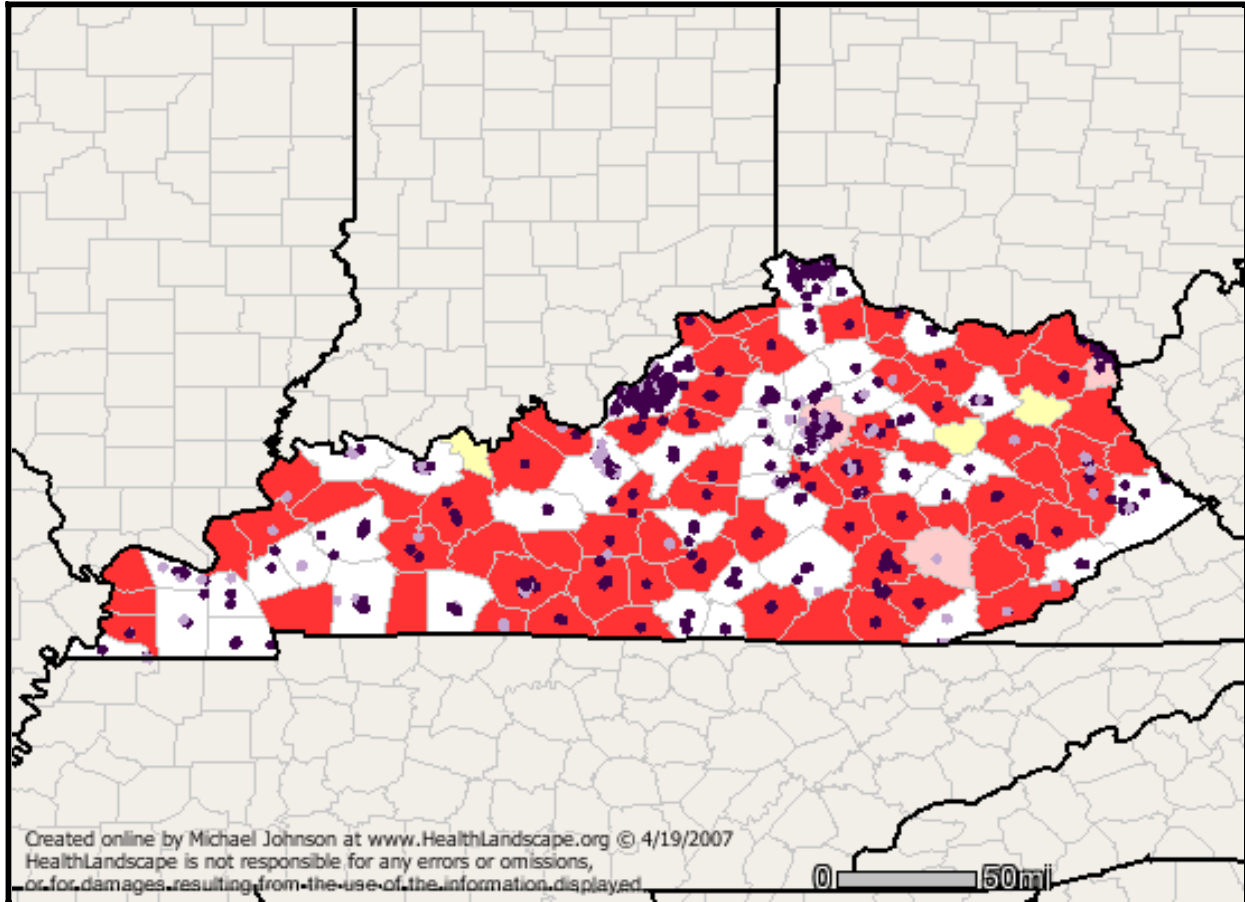 Created online by Michael Johnson at www.HealthLandscape.org © 4/19/2007
HealthLandscape is not responsible for any errors or omissions,
or for damages resulting from the use of the information displayed
0 50mi